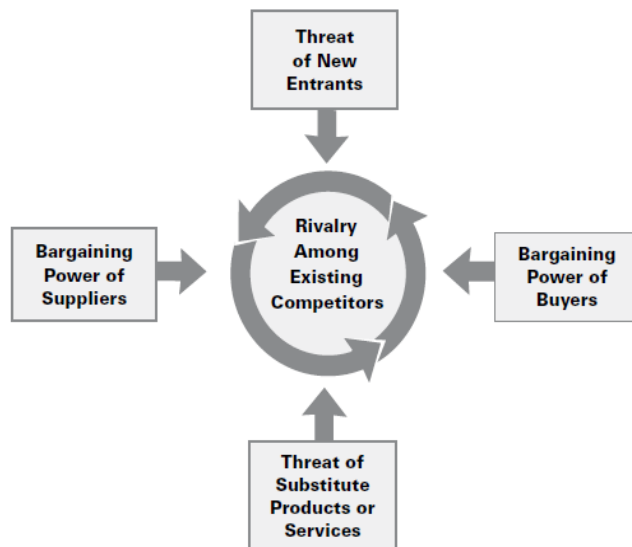 Threat
of New
Entrants
Rivalry
Among
Existing
Competitors
Bargaining
Power of
Suppliers
Bargaining
Power of
Buyers
Threat of
Substitute
Products or
Services